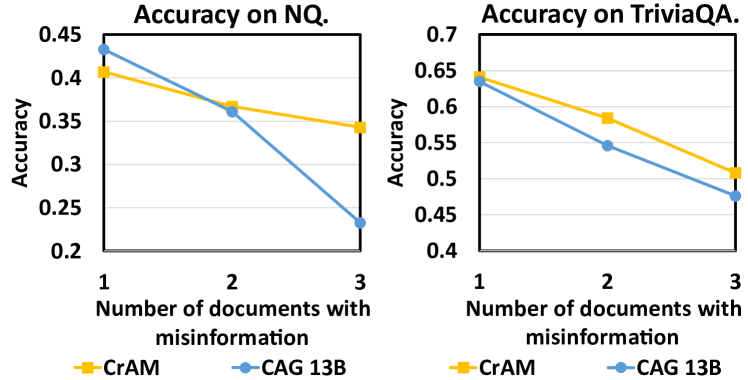 Accuracy on NQ.
0.45
0.4
0.35
0.3
0.25
0.2
Accuracy
1 2 3
Number of documents with
misinformation
CrAM CAG 13B
Accuracy on TriviaQA.
0.7
0.65
0.6
0.55
0.5
0.45
0.4
Accuracy
1 2 3
Number of documents with
misinformation
CrAM CAG 13B